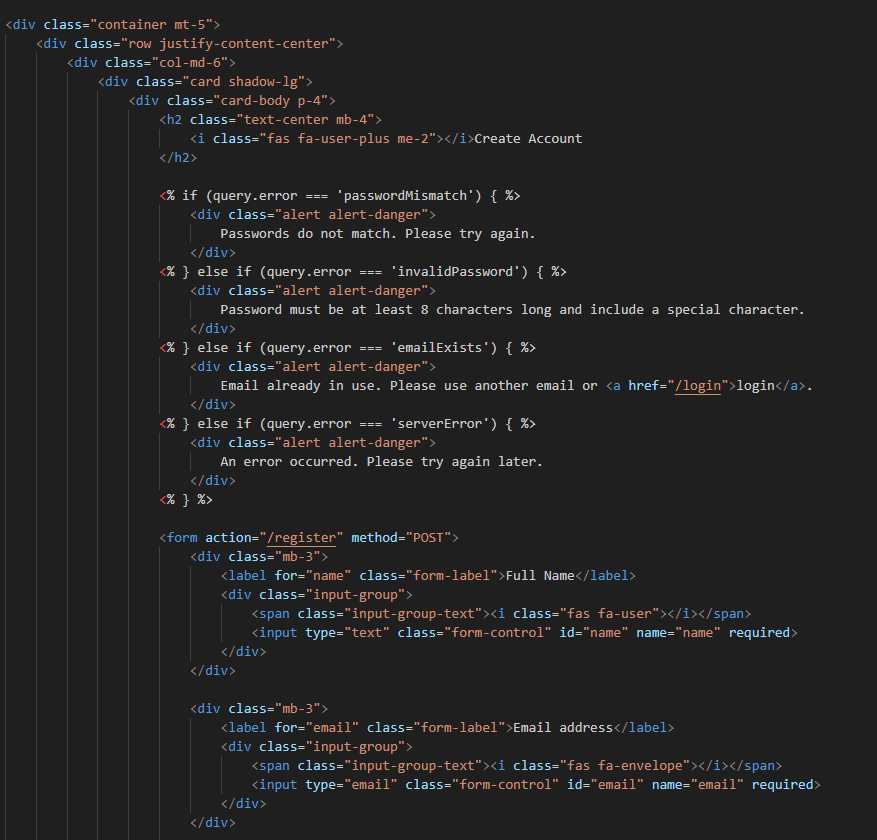 <div class="container mt-5">
<div class="row justify-content-center">
<div class="col-md-6">
<div class="card shadow-lg">
<div class="card-body p-4">
<h2 class="text-center mb-4">
<i class="fas fa-user-plus me-2"></i>Create Account
</h2>
<% if (query.error === 'passwordMismatch') { %>
<div class="alert alert-danger">
Passwords do not match. Please try again.
</div>
<% } else if (query.error === 'invalidPassword') { %>
<div class="alert alert-danger">
Password must be at least 8 characters long and include a special character.
</div>
<% } else if (query.error === 'emailExists') { %>
<div class="alert alert-danger">
Email already in use. Please use another email or <a href="/login">login</a>.
</div>
<% } else if (query.error === 'serverError') { %>
<div class="alert alert-danger">
An error occurred. Please try again later.
</div>
<% } %>
<form action="/register" method="POST">
<div class="mb-3">
<label for="name" class="form-label">Full Name</label>
<div class="input-group">
<span class="input-group-text"><i class="fas fa-user"></i></span>
<input type="text" class="form-control" id="name" name="name" required>
</div>
</div>
<div class="mb-3">
<label for="email" class="form-label">Email address</label>
<div class="input-group">
<span class="input-group-text"><i class="fas fa-envelope"></i></span>
<input type="email" class="form-control" id="email" name="email" required>
</div>
</div>